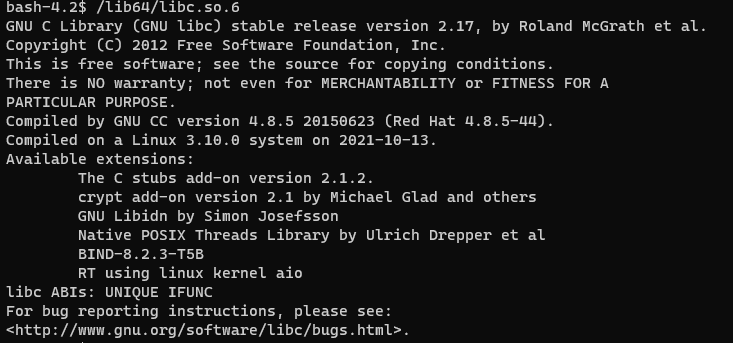 bash-4.2$ /lib64/libc.so.6
GNU C Library (GNU libc) stable release version 2.17, by Roland McGrath et al.
Copyright (C) 2012 Free Software Foundation, Inc.
This is free software; see the source for copying conditions.
There is NO warranty; not even for MERCHANTABILITY or FITNESS FOR A
PARTICULAR PURPOSE.
Compiled by GNU CC version 4.8.5 20150623 (Red Hat 4.8.5-44).
Compiled on a Linux 3.10.0 system on 2021-10-13.
Available extensions:
        The C stubs add-on version 2.1.2.
        crypt add-on version 2.1 by Michael Glad and others
        GNU Libidn by Simon Josefsson
        Native POSIX Threads Library by Ulrich Drepper et al
        BIND-8.2.3-T5B
        RT using linux kernel aio
libc ABIs: UNIQUE IFUNC
For bug reporting instructions, please see:
<http://www.gnu.org/software/libc/bugs.html>.